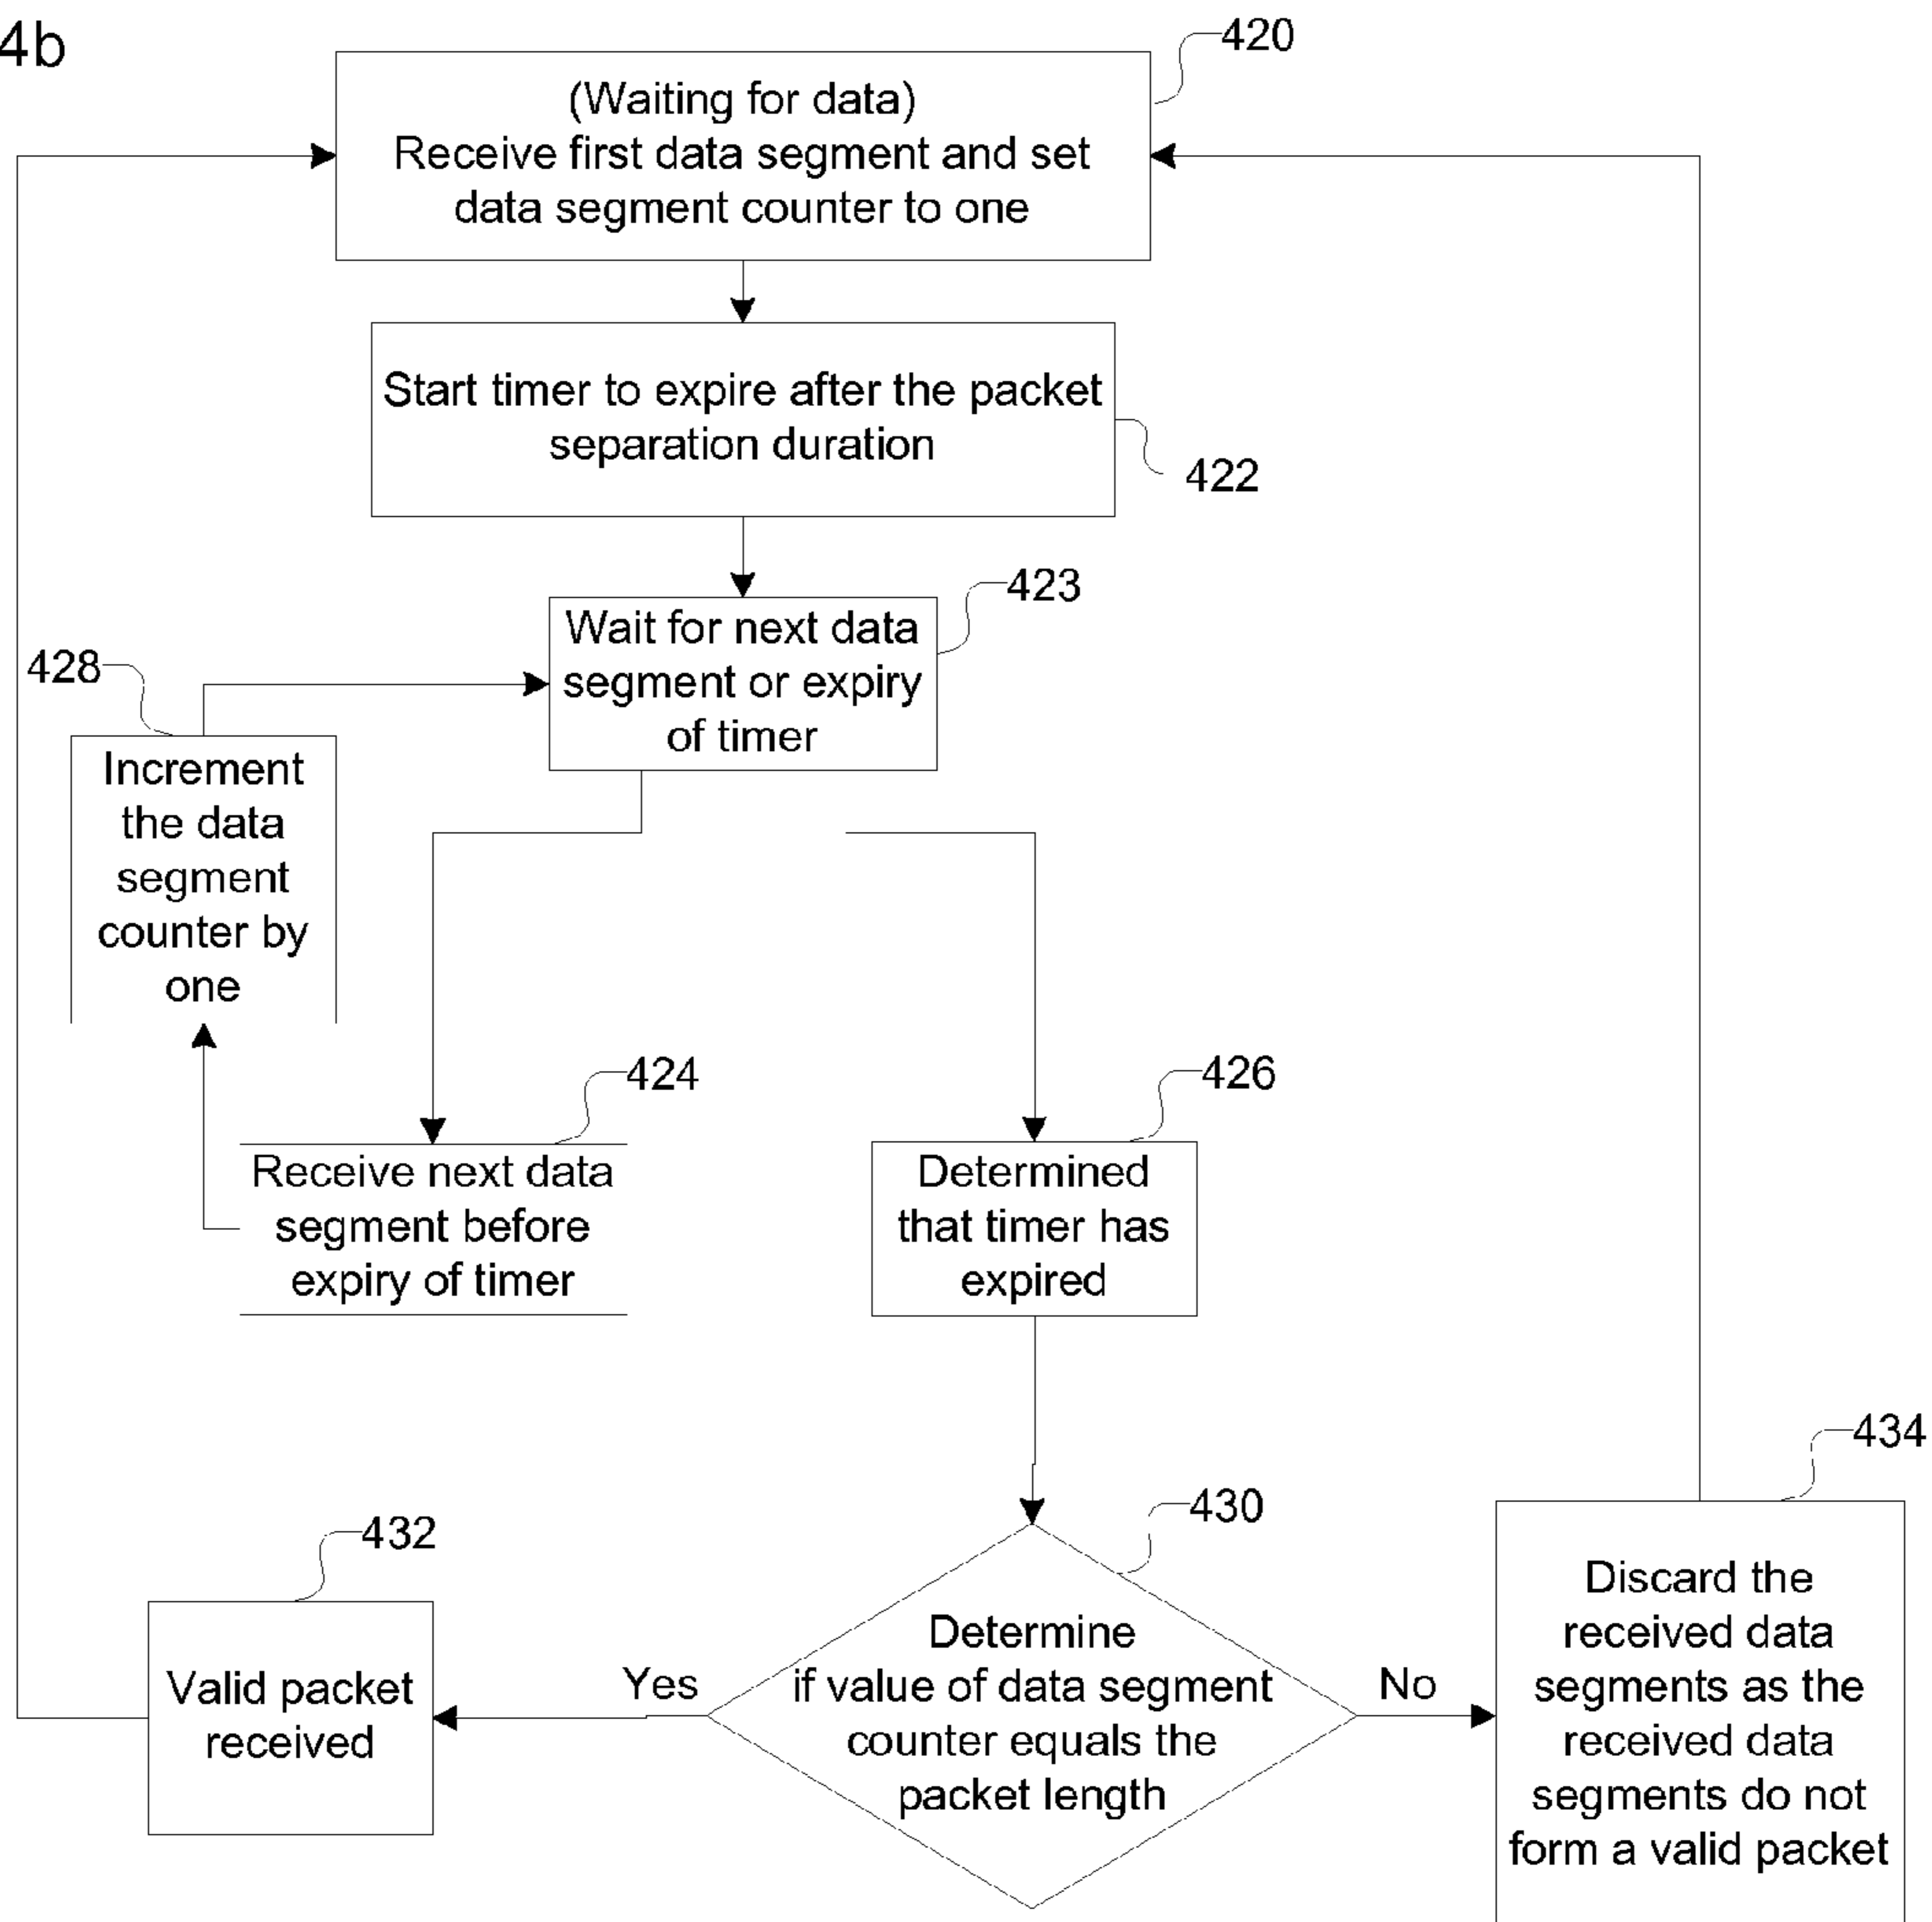 4b
420
(Waiting for data)
Receive first data segment and set
data segment counter to one
Start timer to expire after the packet
separation duration
422
423
Wait for next data
segment or expiry
of timer
428
Increment
the data
segment
counter by
one
424
Receive next data
segment before
expiry of timer
426
Determined
that timer has
expired
430
Determine
if value of data segment
counter equals the
packet length
Yes
No
432
Valid packet
received
434
Discard the
received data
segments as the
received data
segments do not
form a valid packet